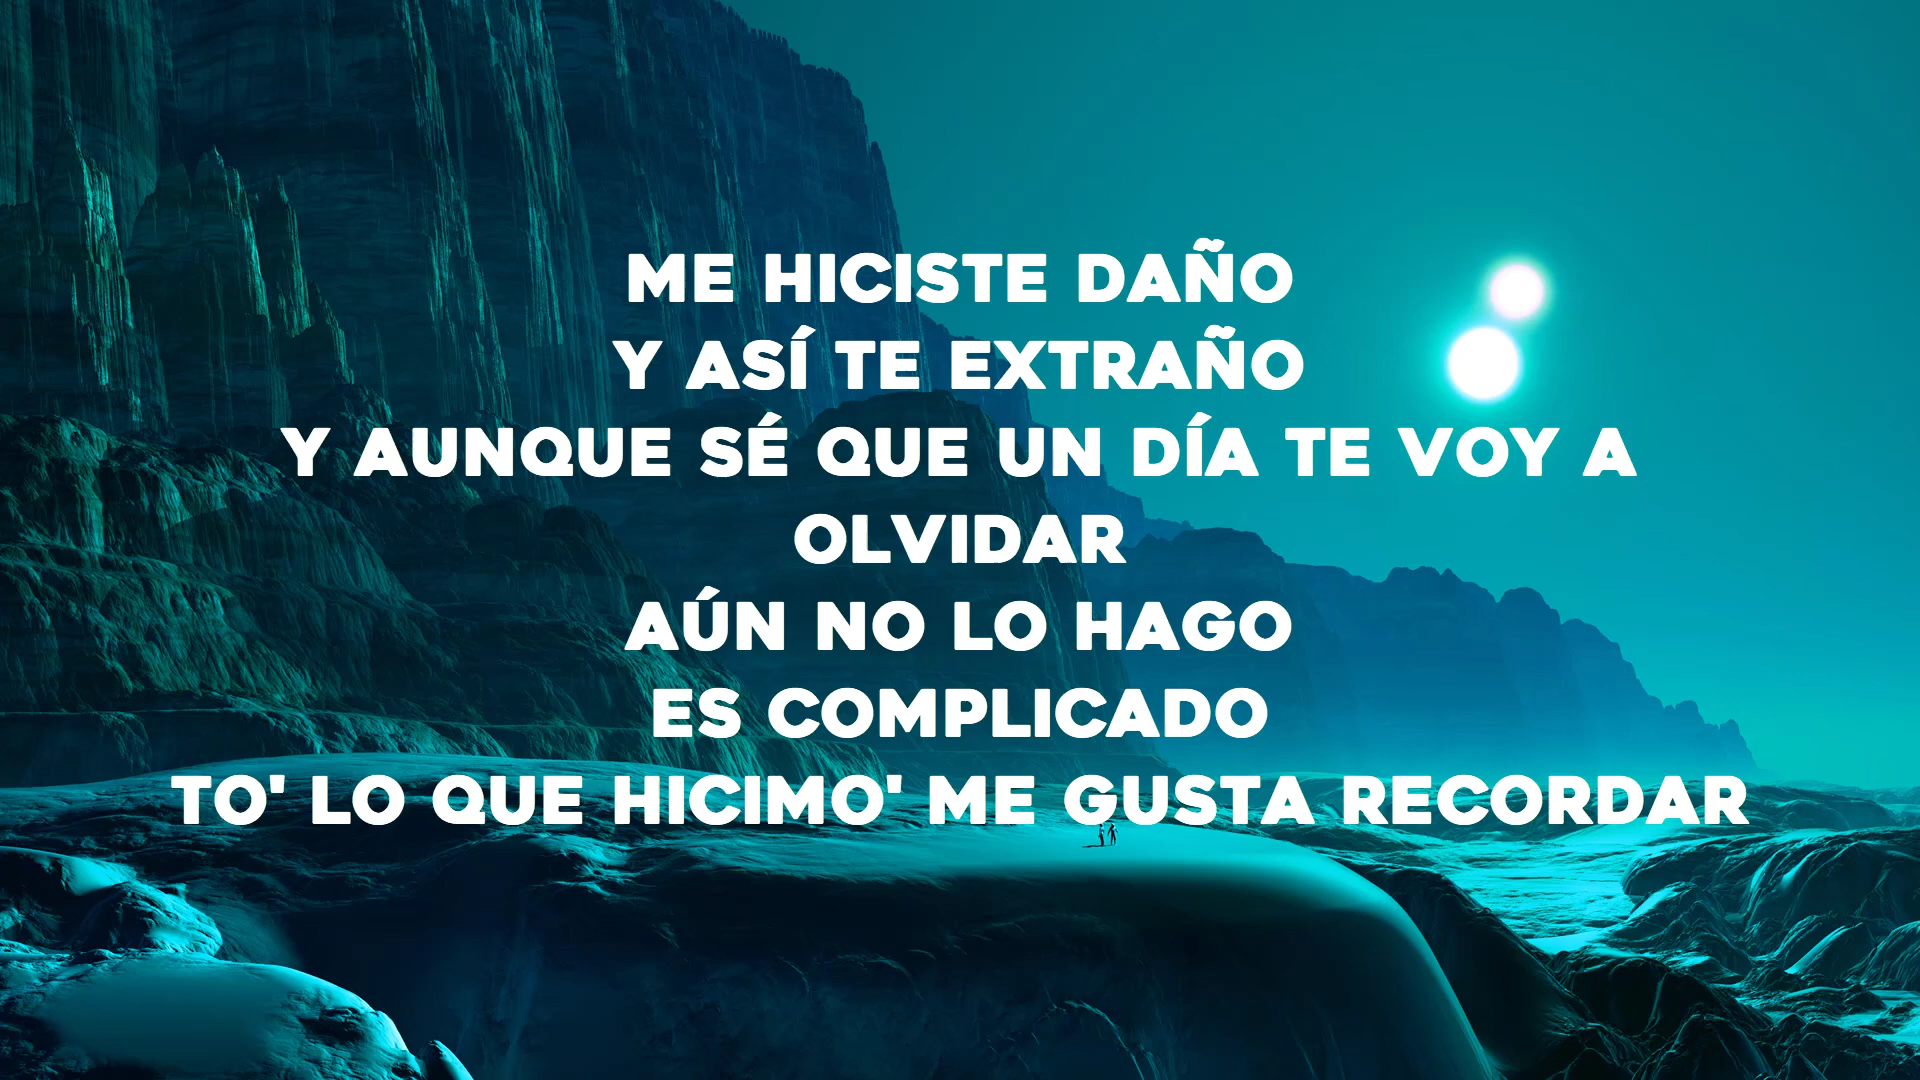 ME HICISTE DAÑO
Y ASÍ TE EXTRAÑO
Y AUNQUE SÉ QUE UN DÍA TE VOY A
OLVIDAR
AÚN NO LO HAGO
ES COMPLICADO
TO' LO QUE HICIMO' ME GUSTA RECORDAR